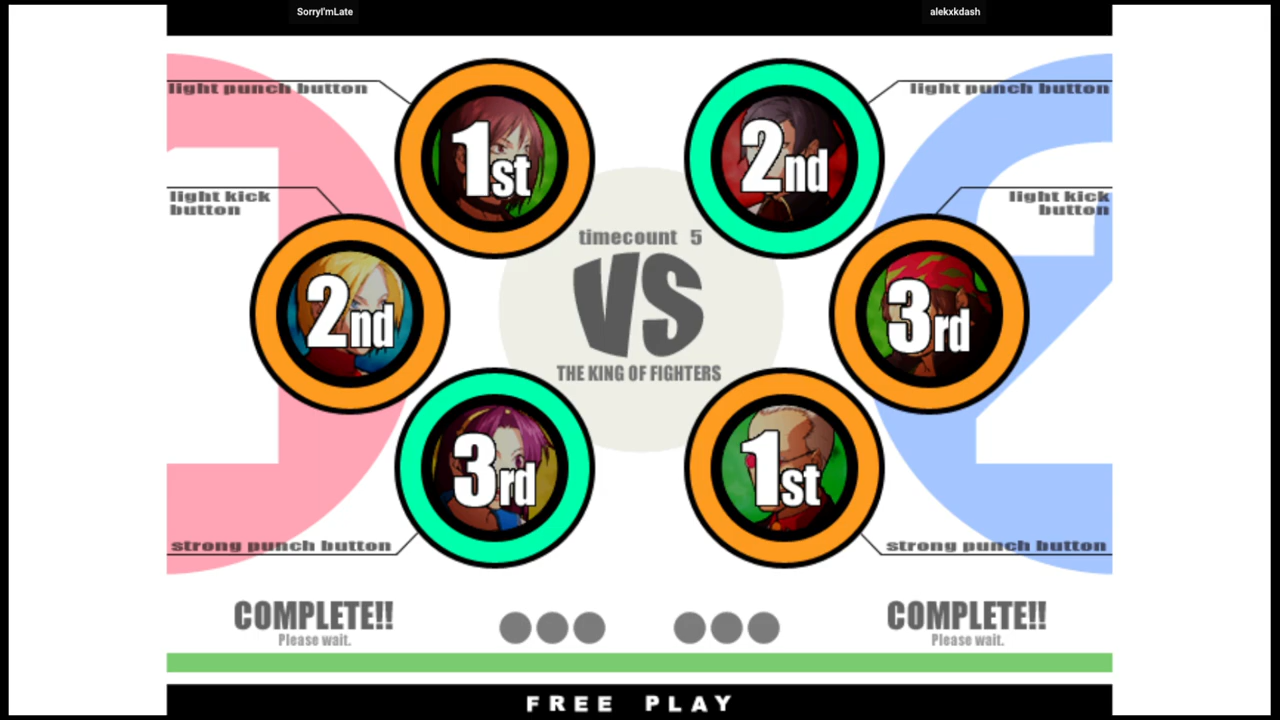 SorryI'mLate
alekxkdash
light punch button
light punch button
1st
2nd
light kick
button
light kick
button
timecount 5
VS
THE KING OF FIGHTERS
2nd
3rd
3rd
1st
strong punch button
strong punch button
1
2
COMPLETE!!
Please wait.
COMPLETE!!
Please wait.
FREE PLAY